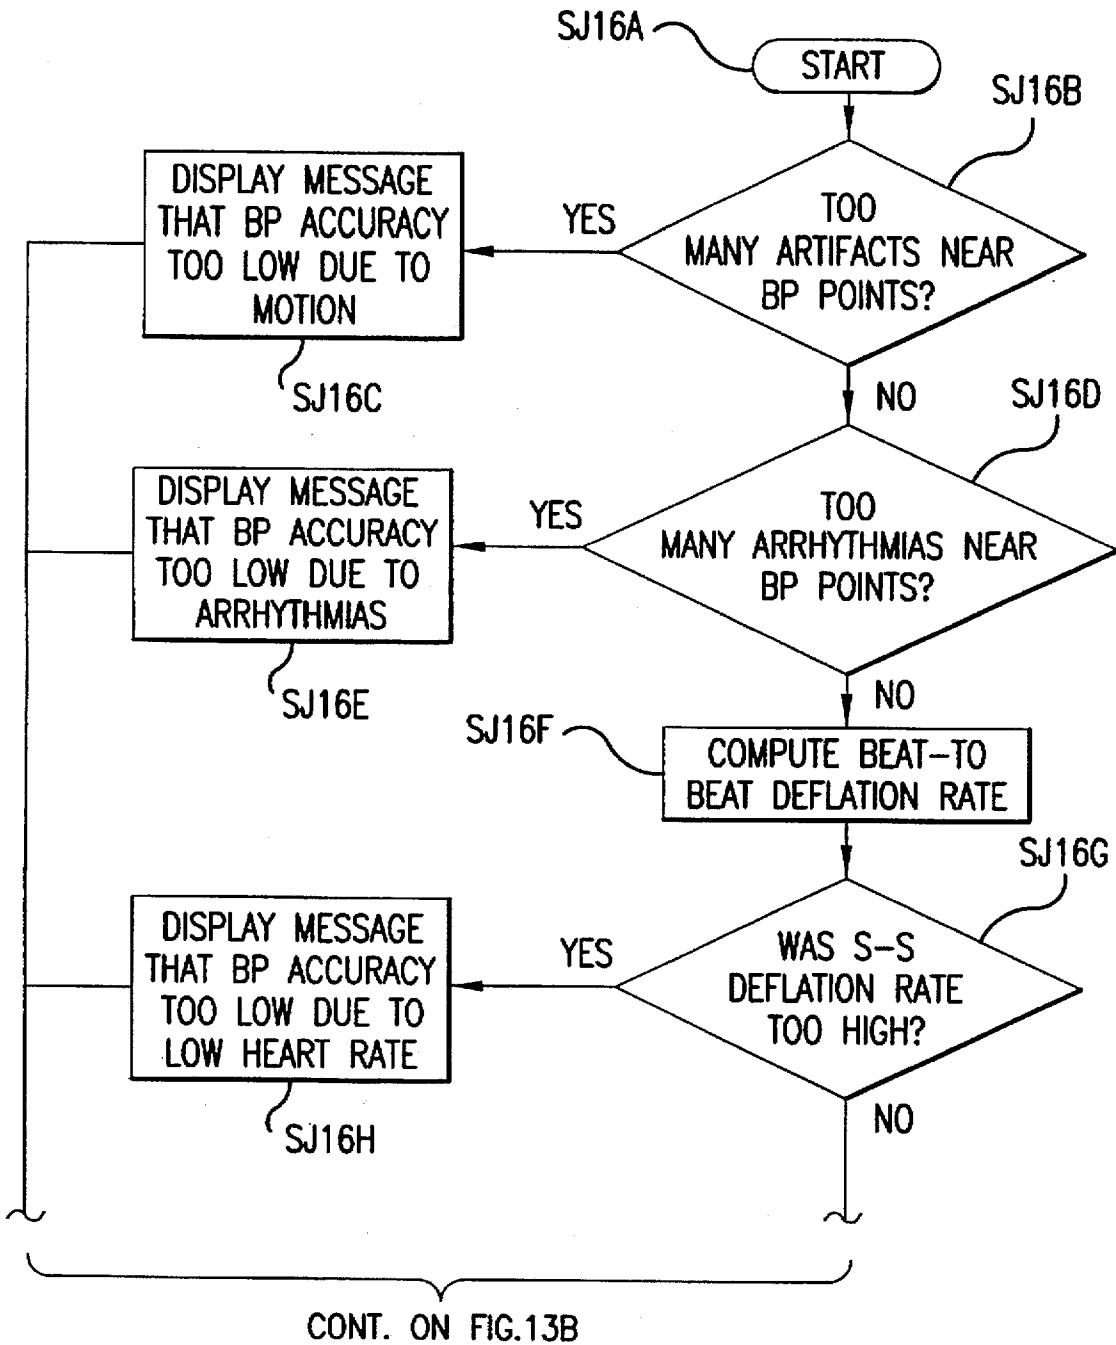 SJ16A
START
SJ16B
DISPLAY MESSAGE
THAT BP ACCURACY
TOO LOW DUE TO
MOTION
YES
TOO
MANY ARTIFACTS NEAR
BP POINTS?
SJ16C
NO
SJ16D
DISPLAY MESSAGE
THAT BP ACCURACY
TOO LOW DUE TO
ARRHYTHMIAS
YES
TOO
MANY ARRHYTHMIAS NEAR
BP POINTS?
SJ16E
NO
SJ16F
COMPUTE BEAT-TO
BEAT DEFLATION RATE
SJ16G
DISPLAY MESSAGE
THAT BP ACCURACY
TOO LOW DUE TO
LOW HEART RATE
YES
WAS S-S
DEFLATION RATE
TOO HIGH?
SJ16H
NO
CONT. ON FIG.13B